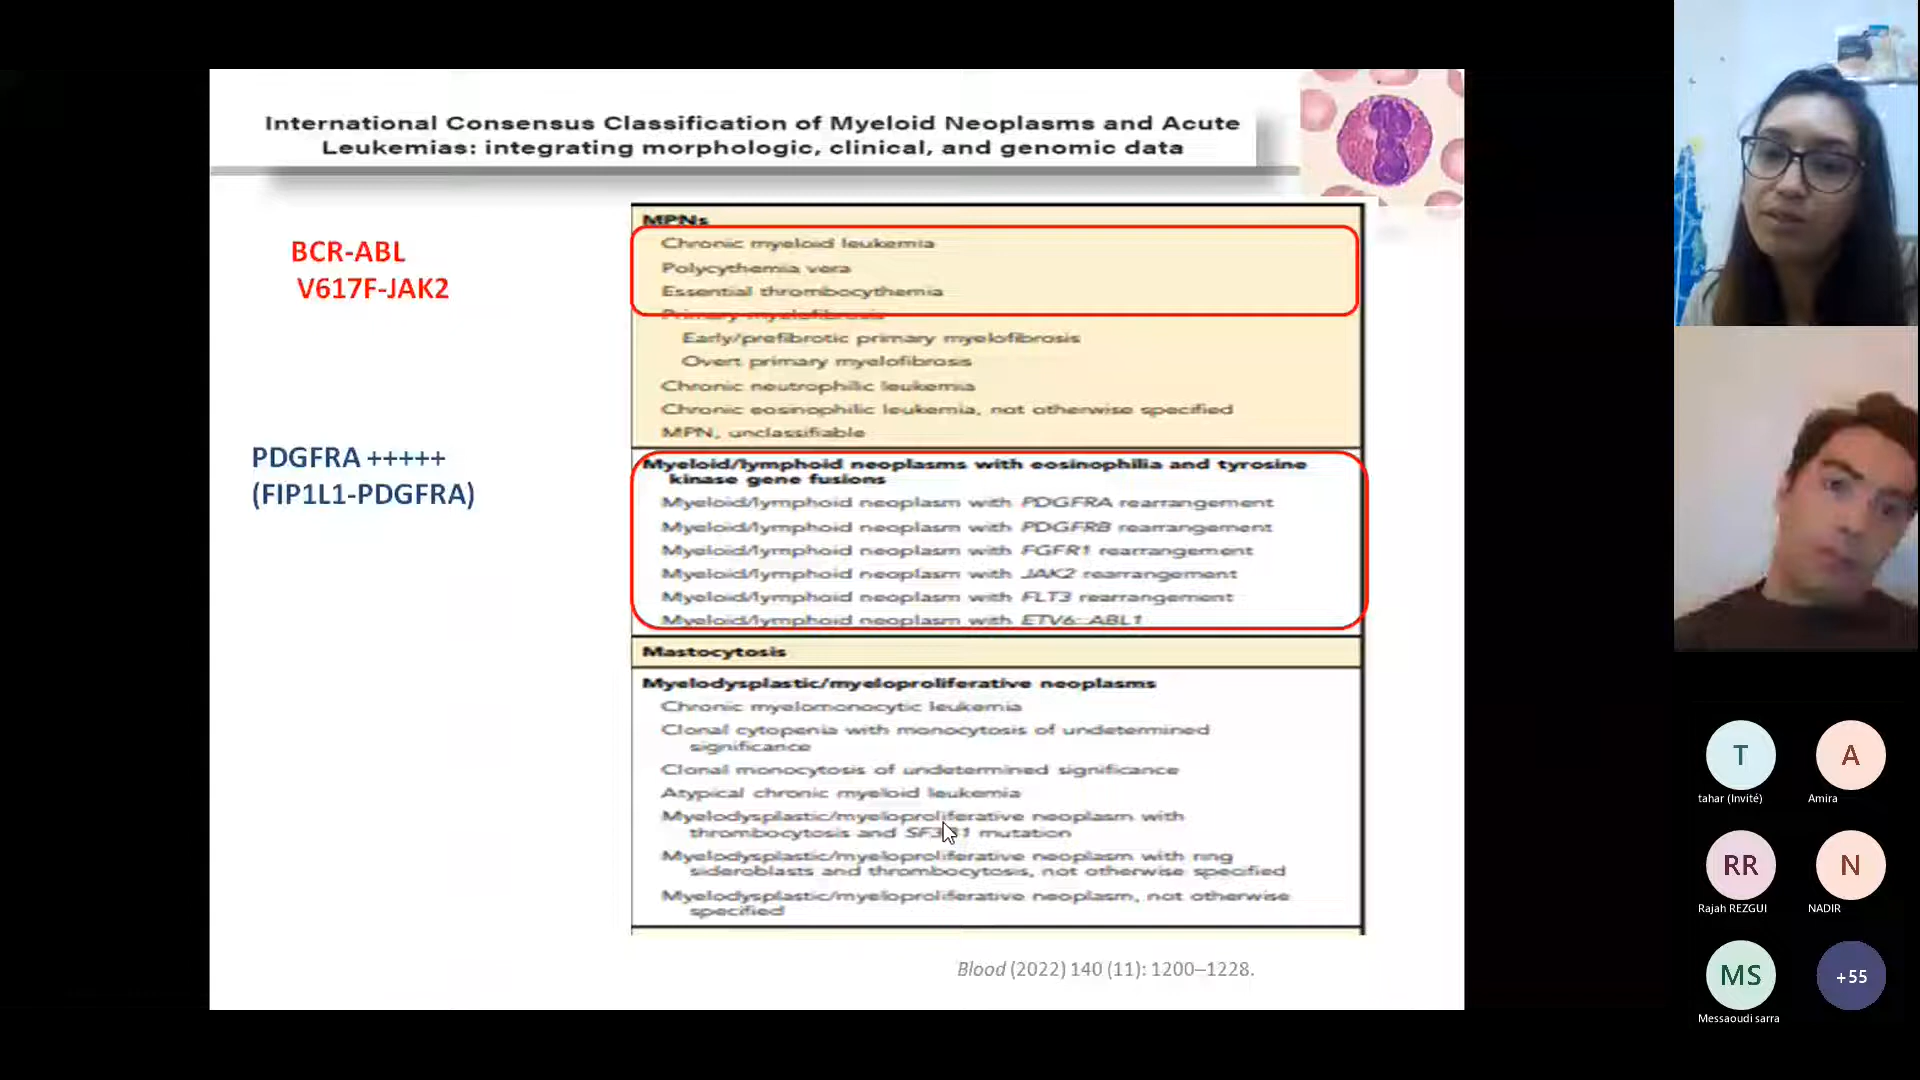 International Consensus Classification of Myeloid Neoplasms and Acute
Leukemias: integrating morphologic, clinical, and genomic data
BCR-ABL
V617F-JAK2
PDGFRA +++++
(FIP1L1-PDGFRA)
MPNs
Chronic myeloid leukemia
Polycythemia vera
Essential thrombocythemia
Primary myelofibrosis
Early/prefibrotic primary myelofibrosis
Overt primary myelofibrosis
Chronic neutrophilic leukemia
Chronic eosinophilic leukemia, not otherwise specified
MPN, unclassifiable
Myeloid/lymphoid neoplasms with eosinophilia and tyrosine
kinase gene fusions
Myeloid/lymphoid neoplasm with PDGFRA rearrangement
Myeloid/lymphoid neoplasm with PDGFRB rearrangement
Myeloid/lymphoid neoplasm with FGFR1 rearrangement
Myeloid/lymphoid neoplasm with JAK2 rearrangement
Myeloid/lymphoid neoplasm with FLT3 rearrangement
Myeloid/lymphoid neoplasm with ETV6::ABL1
Mastocytosis
Myelodysplastic/myeloproliferative neoplasms
Chronic myelomonocytic leukemia
Clonal cytopenia with monocytosis of undetermined
significance
Clonal monocytosis of undetermined significance
Atypical chronic myeloid leukemia
Myelodysplastic/myeloproliferative neoplasm with
thrombocytosis and SF3B1 mutation
Myelodysplastic/myeloproliferative neoplasm with ring
sideroblasts and thrombocytosis, not otherwise specified
Myelodysplastic/myeloproliferative neoplasm, not otherwise
specified
Blood (2022) 140 (11): 1200–1228.
T
A
tahar (Invité)
Amira
RR
N
Rajah REZGUI
NADIR
MS
+55
Messaoudi sarra